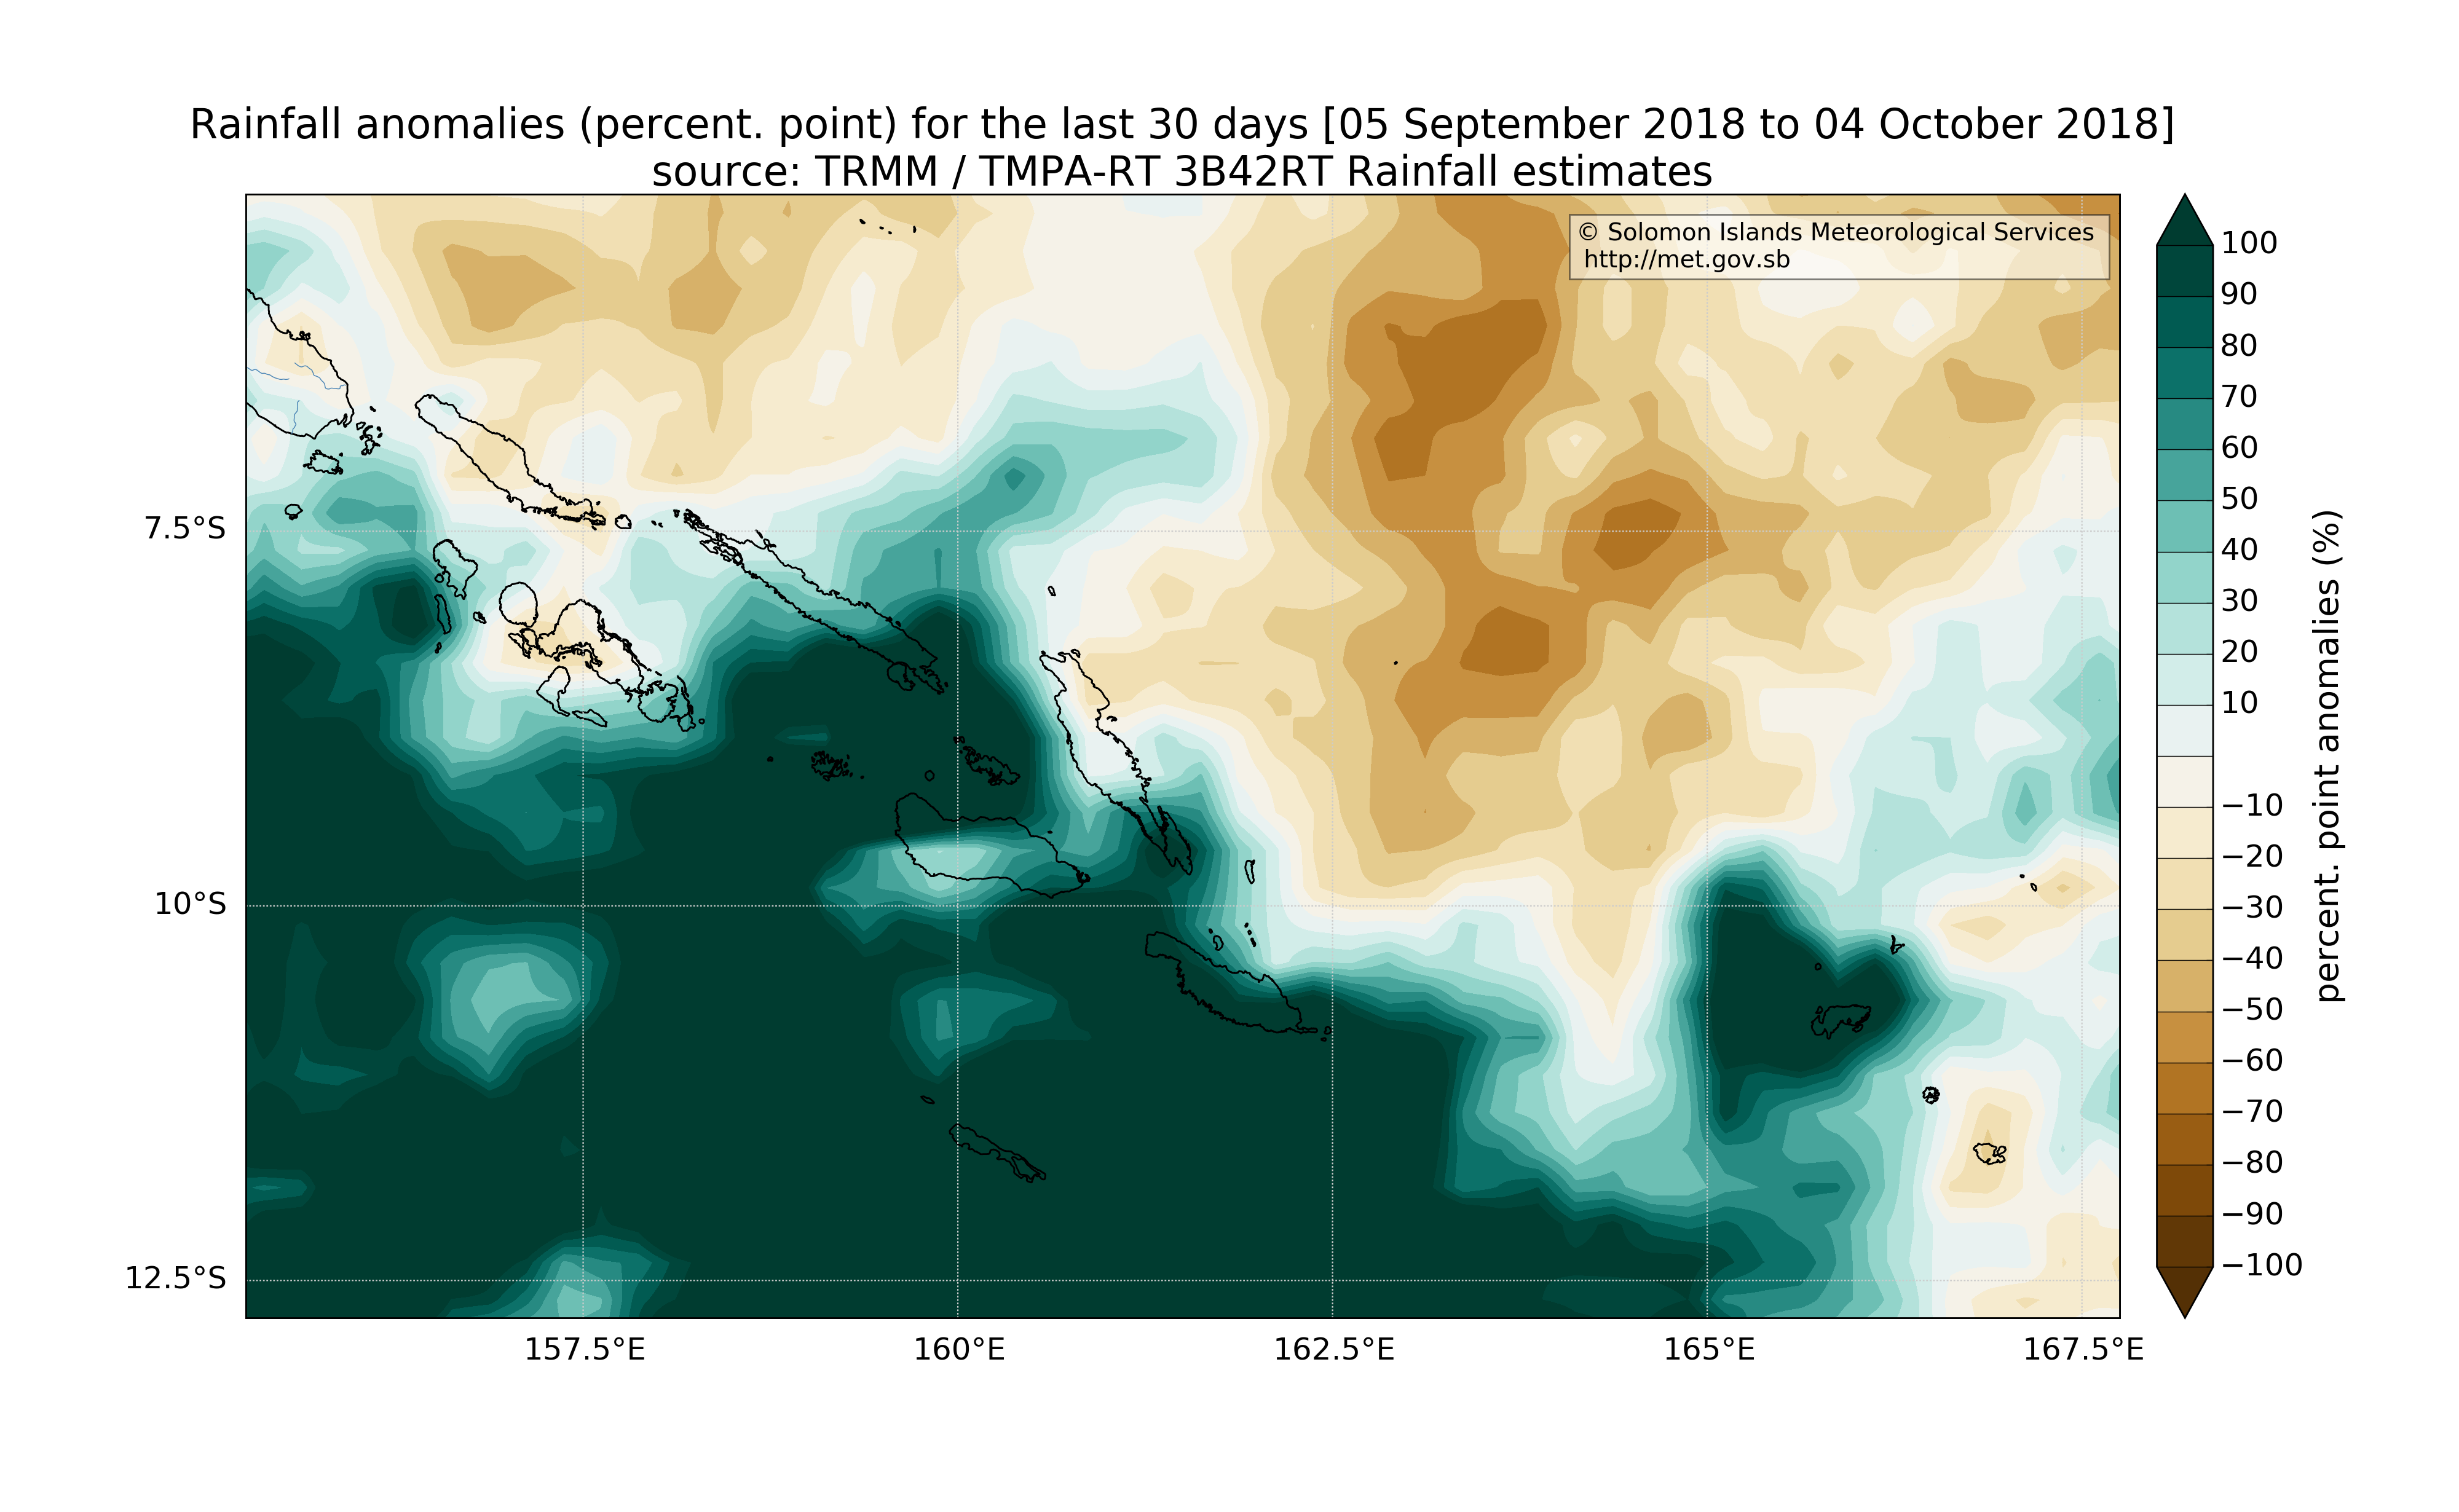 Rainfall anomalies (percent. point) for the last 30 days [05 September 2018 to 04 October 2018]
source: TRMM / TMPA-RT 3B42RT Rainfall estimates
© Solomon Islands Meteorological Services
http://met.gov.sb
7.5°S
10°S
12.5°S
157.5°E
160°E
162.5°E
165°E
167.5°E
100
90
80
70
60
50
40
30
20
10
−10
−20
−30
−40
−50
−60
−70
−80
−90
−100
percent. point anomalies (%)